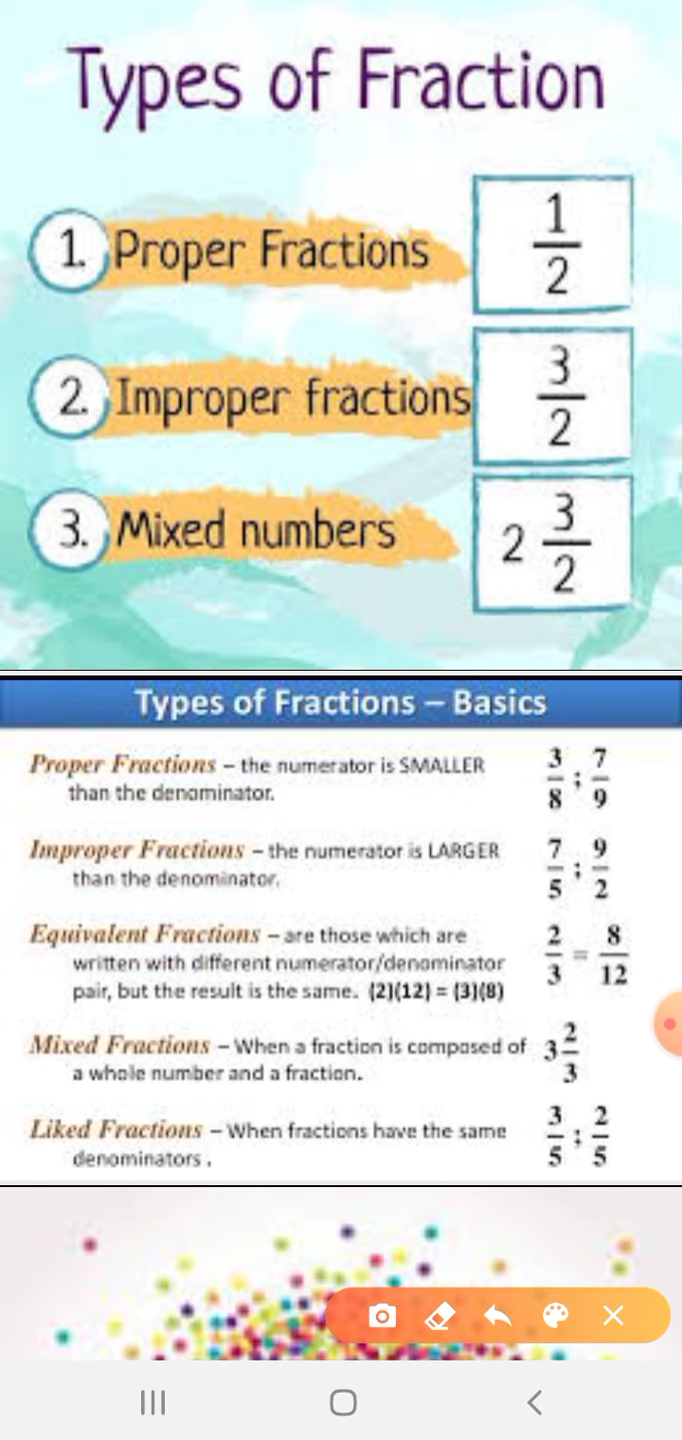 Types of Fraction
1. Proper Fractions 1/2
2. Improper fractions 3/2
3. Mixed numbers 2 3/2
Types of Fractions – Basics
Proper Fractions – the numerator is SMALLER 3/8 ; 7/9
than the denominator.
Improper Fractions – the numerator is LARGER 7/5 ; 9/2
than the denominator.
Equivalent Fractions – are those which are 2/3 = 8/12
written with different numerator/denominator
pair, but the result is the same. (2)(12) = (3)(8)
Mixed Fractions – When a fraction is composed of 3 2/3
a whole number and a fraction.
Liked Fractions – When fractions have the same 3/5 ; 2/5
denominators .